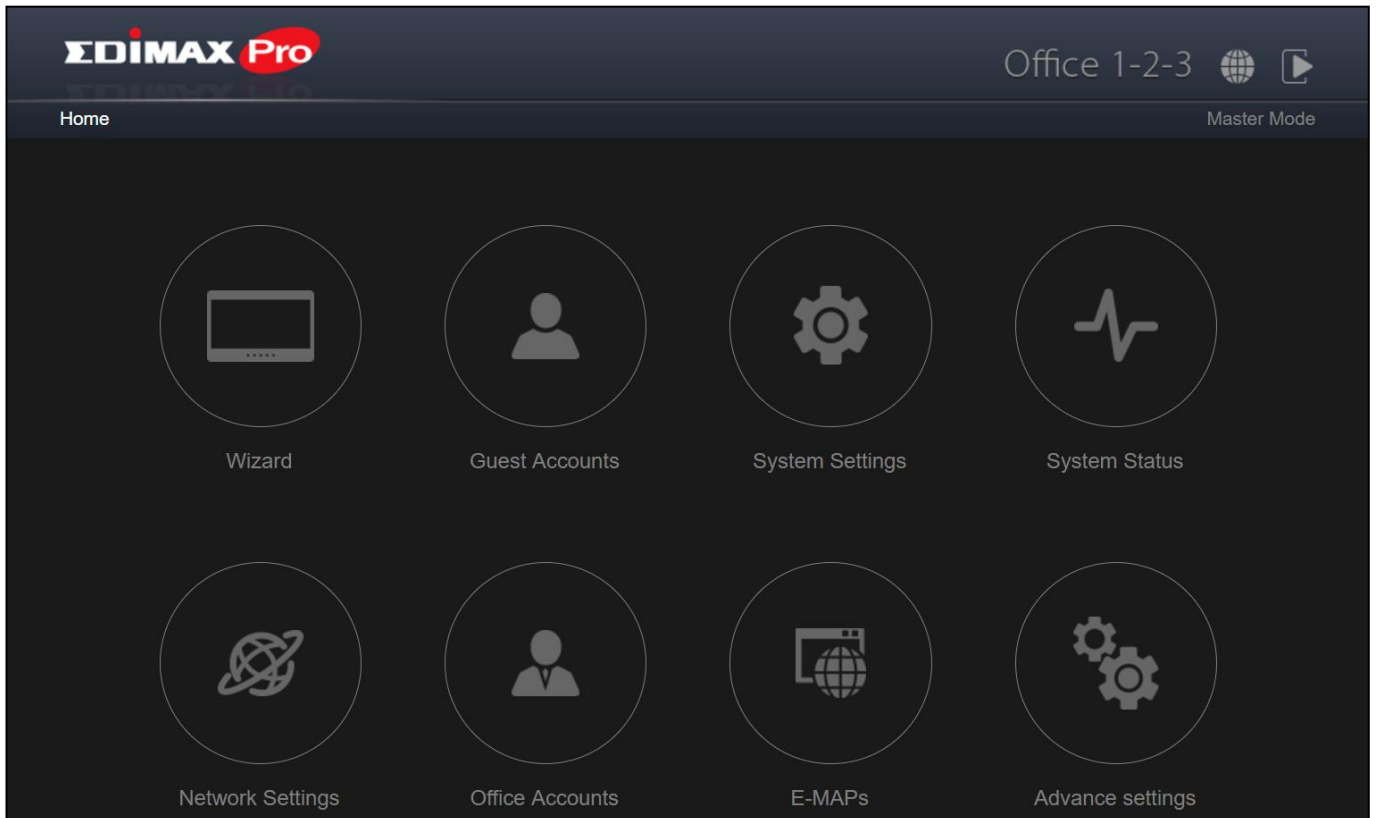 EDIMAX Pro
Office 1-2-3
Home
Master Mode
Wizard
Guest Accounts
System Settings
System Status
Network Settings
Office Accounts
E-MAPs
Advance settings